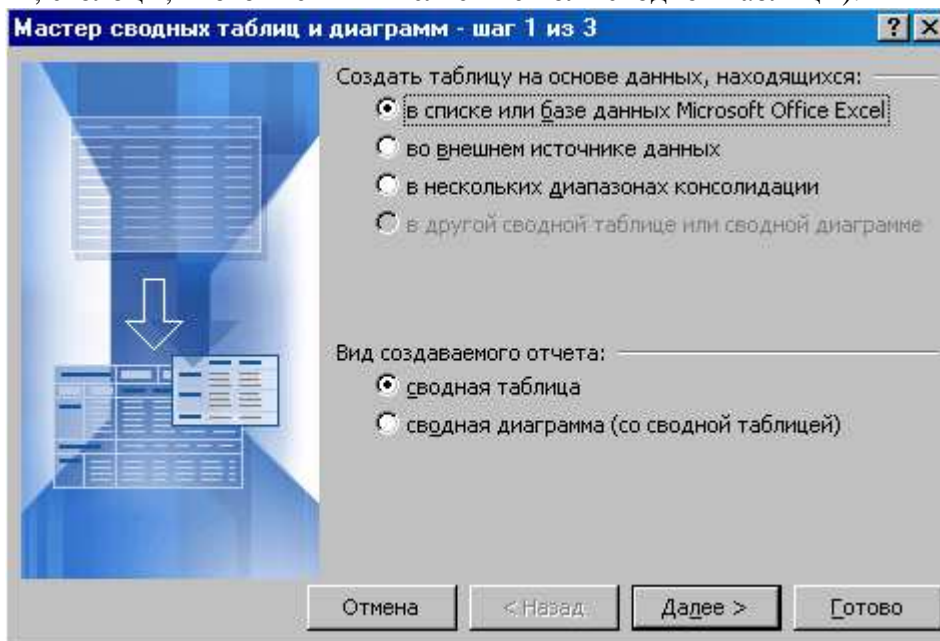 Мастер сводных таблиц и диаграмм - шаг 1 из 3
Создать таблицу на основе данных, находящихся:
в списке или базе данных Microsoft Office Excel
во внешнем источнике данных
в нескольких диапазонах консолидации
в другой сводной таблице или сводной диаграмме
Вид создаваемого отчета:
сводная таблица
сводная диаграмма (со сводной таблицей)
Отмена < Назад Далее > Готово